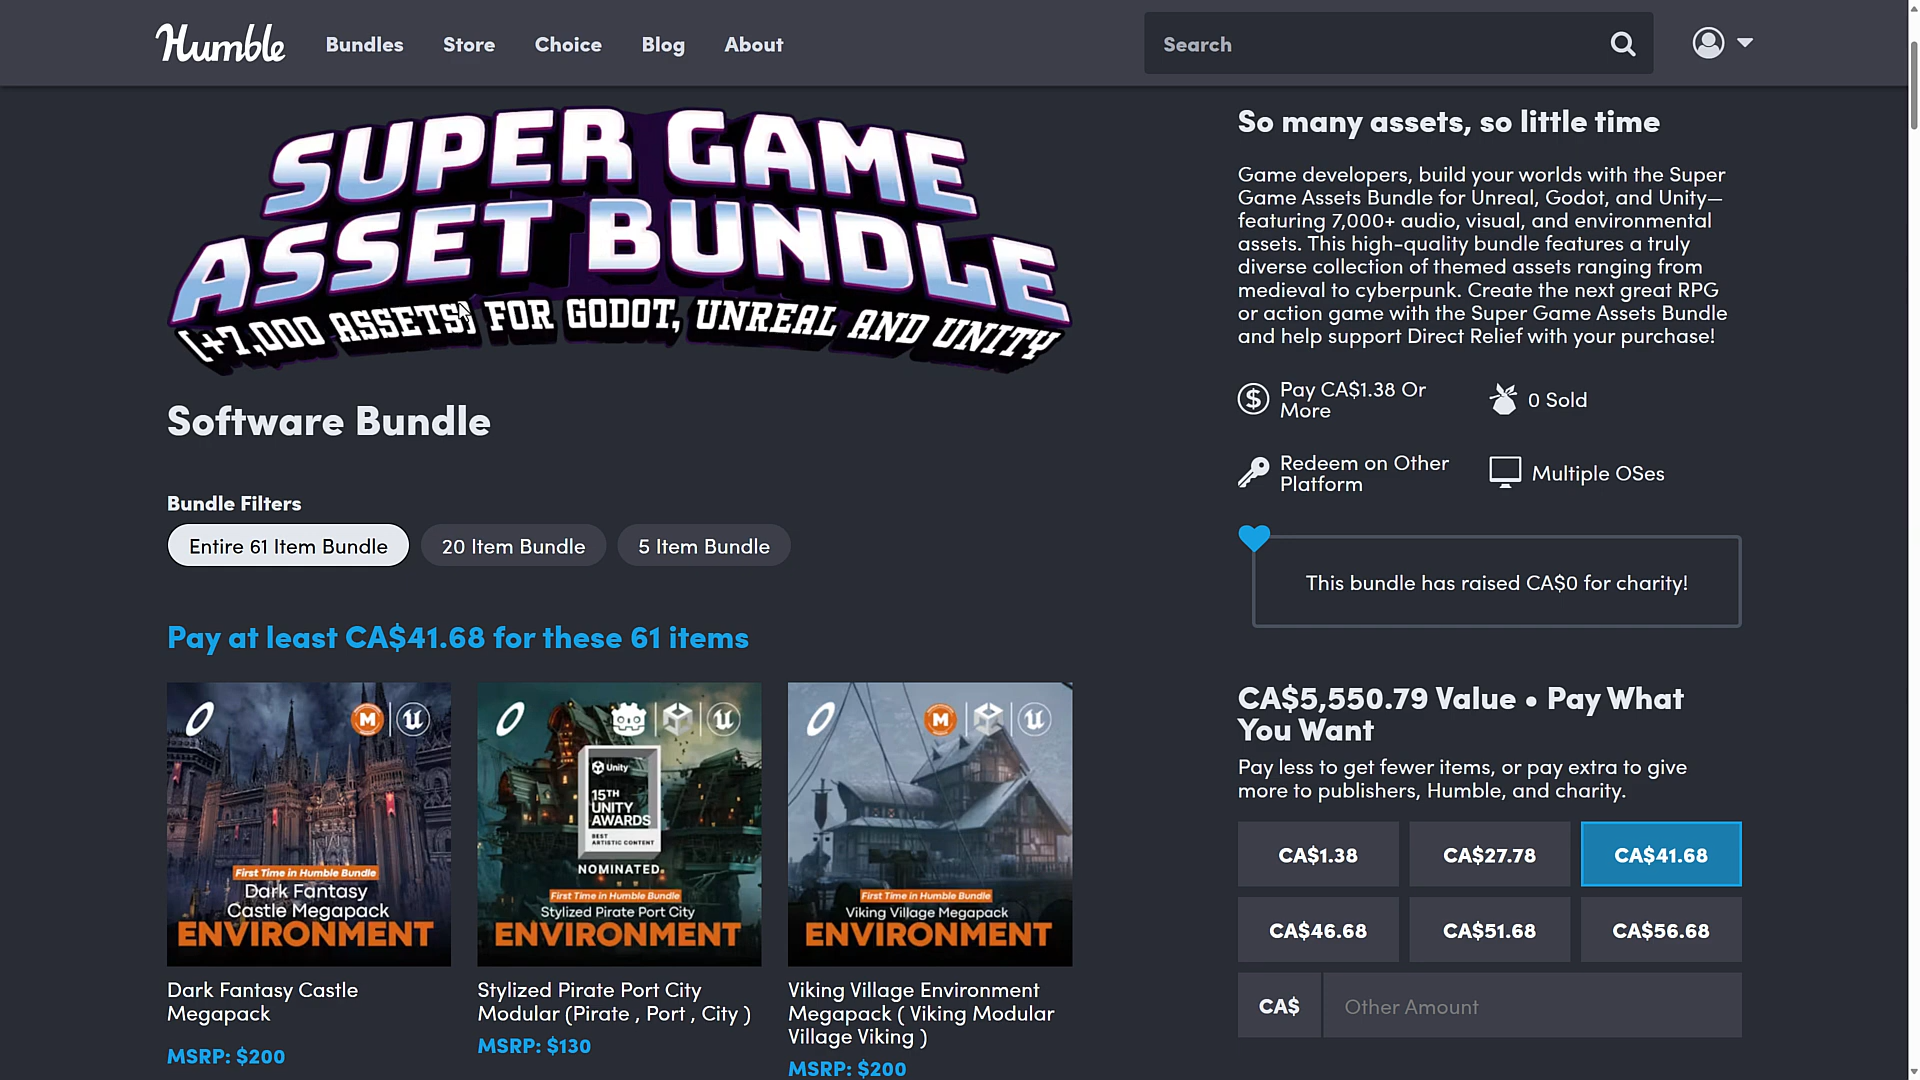 Humble
Bundles
Store
Choice
Blog
About
Search
SUPER GAME
ASSET BUNDLE
(+7,000 ASSETS) FOR GODOT, UNREAL AND UNITY
So many assets, so little time
Game developers, build your worlds with the Super
Game Assets Bundle for Unreal, Godot, and Unity—
featuring 7,000+ audio, visual, and environmental
assets. This high-quality bundle features a truly
diverse collection of themed assets ranging from
medieval to cyberpunk. Create the next great RPG
or action game with the Super Game Assets Bundle
and help support Direct Relief with your purchase!
Pay CA$1.38 Or
More
0 Sold
Redeem on Other
Platform
Multiple OSes
This bundle has raised CA$0 for charity!
Software Bundle
Bundle Filters
Entire 61 Item Bundle
20 Item Bundle
5 Item Bundle
Pay at least CA$41.68 for these 61 items
M
First Time in Humble Bundle
Dark Fantasy
Castle Megapack
ENVIRONMENT
Dark Fantasy Castle
Megapack
MSRP: $200
Unity
15TH
UNITY
AWARDS
BEST
ARTISTIC CONTENT
NOMINATED
First Time in Humble Bundle
Stylized Pirate Port City
ENVIRONMENT
Stylized Pirate Port City
Modular (Pirate , Port , City )
MSRP: $130
M
First Time in Humble Bundle
Viking Village Megapack
ENVIRONMENT
Viking Village Environment
Megapack ( Viking Modular
Village Viking )
MSRP: $200
CA$5,550.79 Value • Pay What
You Want
Pay less to get fewer items, or pay extra to give
more to publishers, Humble, and charity.
CA$1.38
CA$27.78
CA$41.68
CA$46.68
CA$51.68
CA$56.68
CA$
Other Amount